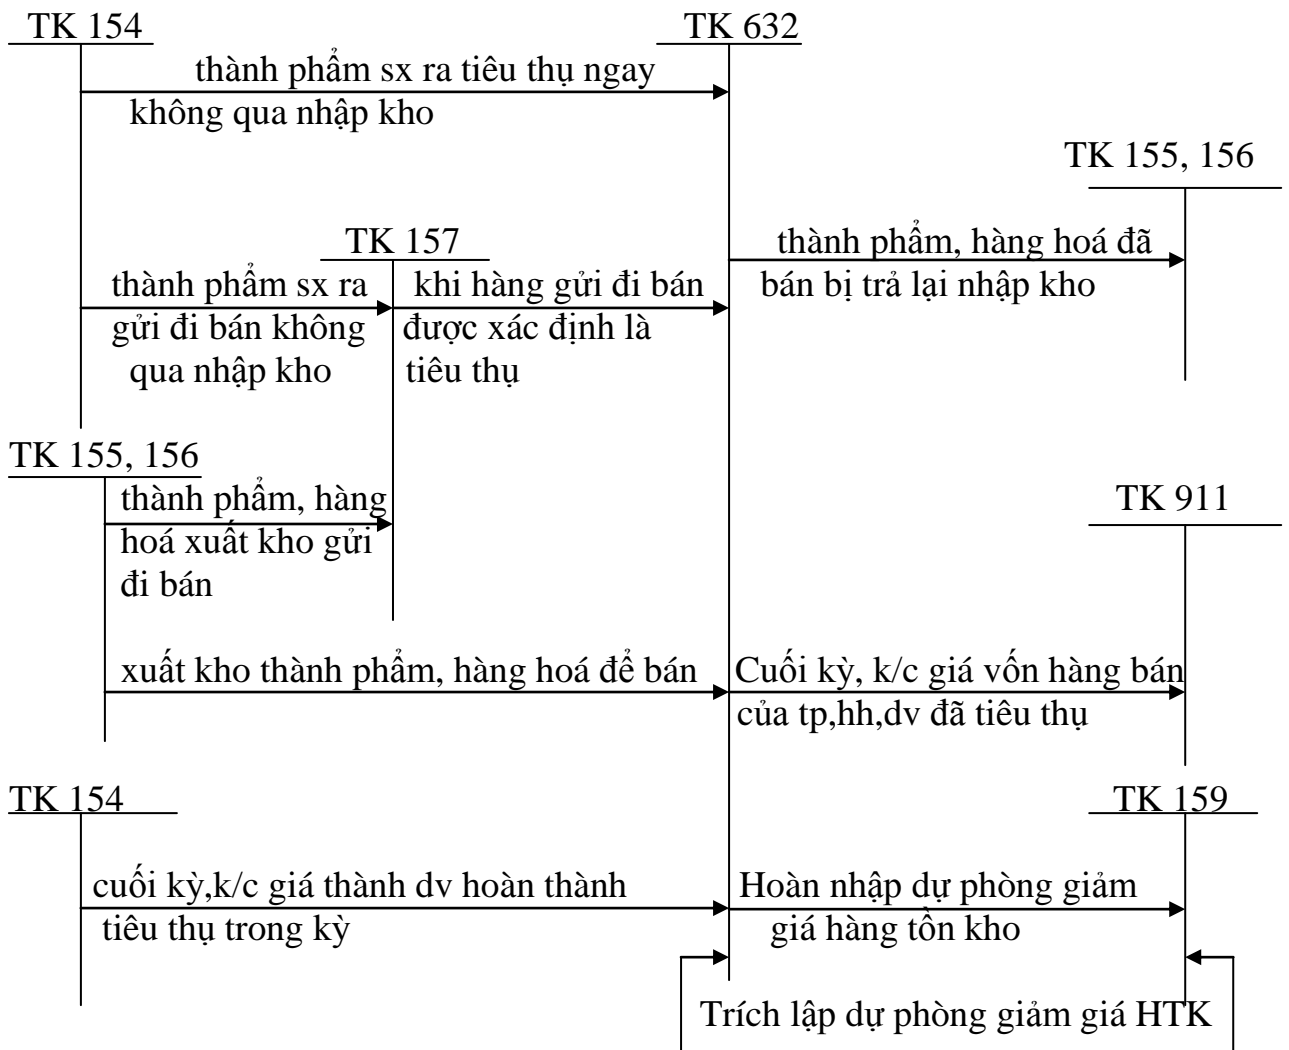 TK 154
TK 632
thành phẩm sx ra tiêu thụ ngay
không qua nhập kho
TK 155, 156
TK 157
thành phẩm, hàng hoá đã
bán bị trả lại nhập kho
thành phẩm sx ra
gửi đi bán không
qua nhập kho
khi hàng gửi đi bán
được xác định là
tiêu thụ
TK 155, 156
thành phẩm, hàng
hoá xuất kho gửi
đi bán
TK 911
xuất kho thành phẩm, hàng hoá để bán
Cuối kỳ, k/c giá vốn hàng bán
của tp,hh,dv đã tiêu thụ
TK 154
TK 159
cuối kỳ,k/c giá thành dv hoàn thành
tiêu thụ trong kỳ
Hoàn nhập dự phòng giảm
giá hàng tồn kho
Trích lập dự phòng giảm giá HTK